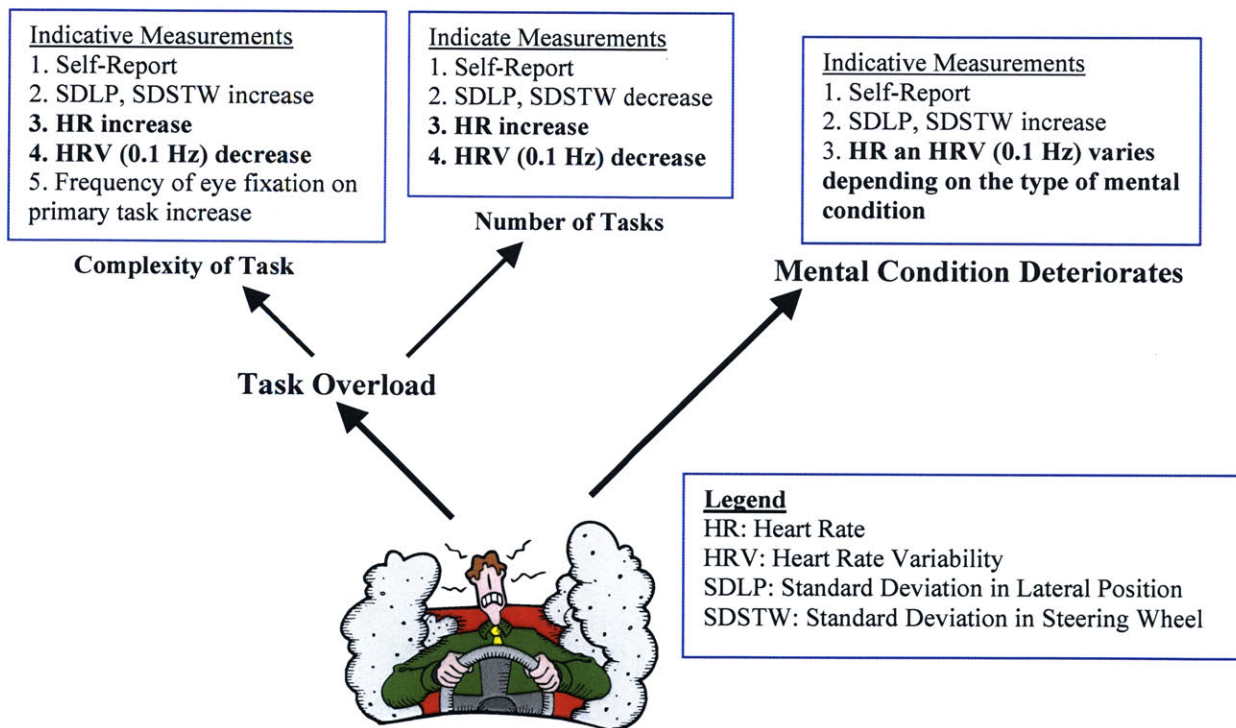 Indicative Measurements
1. Self-Report
2. SDLP, SDSTW increase
3. HR increase
4. HRV (0.1 Hz) decrease
5. Frequency of eye fixation on
primary task increase
Complexity of Task
Indicate Measurements
1. Self-Report
2. SDLP, SDSTW decrease
3. HR increase
4. HRV (0.1 Hz) decrease
Number of Tasks
Indicative Measurements
1. Self-Report
2. SDLP, SDSTW increase
3. HR an HRV (0.1 Hz) varies
depending on the type of mental
condition
Mental Condition Deteriorates
Task Overload
Legend
HR: Heart Rate
HRV: Heart Rate Variability
SDLP: Standard Deviation in Lateral Position
SDSTW: Standard Deviation in Steering Wheel